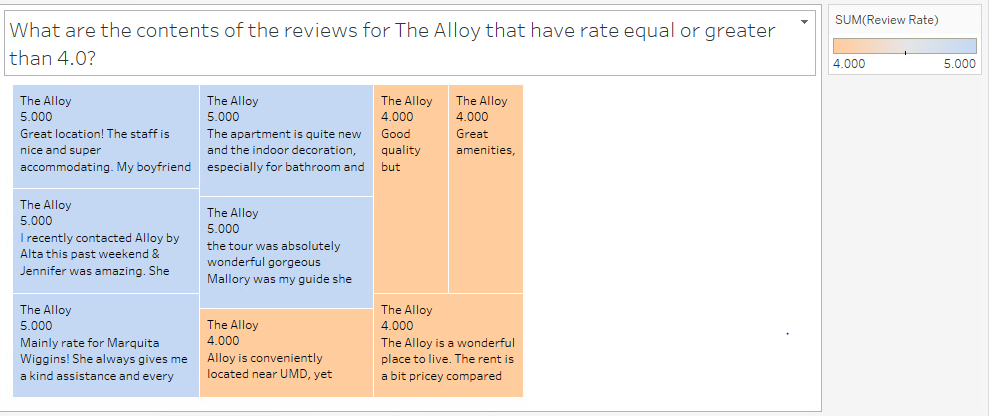 What are the contents of the reviews for The Alloy that have rate equal or greater
than 4.0?
SUM(Review Rate)
4.000 5.000
The Alloy
5.000
Great location! The staff is
nice and super
accommodating. My boyfriend
The Alloy
5.000
I recently contacted Alloy by
Alta this past weekend &
Jennifer was amazing. She
The Alloy
5.000
Mainly rate for Marquita
Wiggins! She always gives me
a kind assistance and every
The Alloy
5.000
The apartment is quite new
and the indoor decoration,
especially for bathroom and
The Alloy
5.000
the tour was absolutely
wonderful gorgeous
Mallory was my guide she
The Alloy
4.000
Alloy is conveniently
located near UMD, yet
The Alloy
4.000
Good
quality
but
The Alloy
4.000
Great
amenities,
The Alloy
4.000
The Alloy is a wonderful
place to live. The rent is
a bit pricey compared